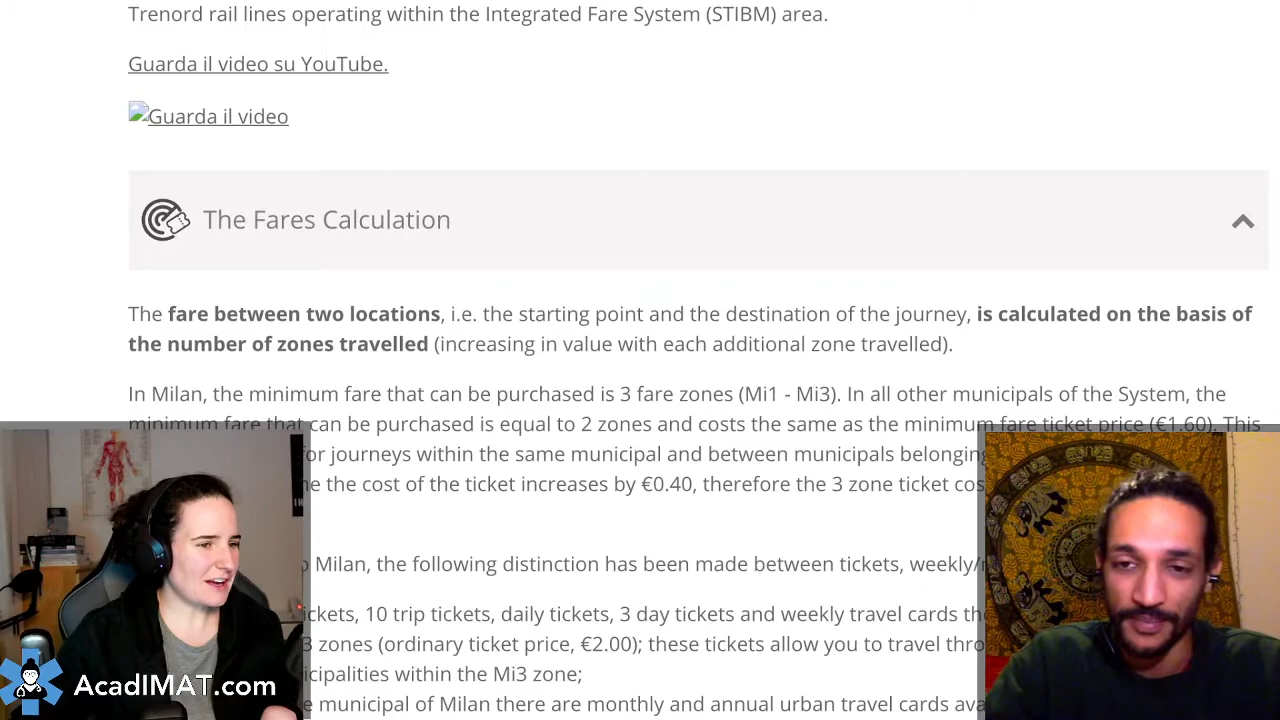 Trenord rail lines operating within the Integrated Fare System (STIBM) area.
Guarda il video su YouTube.
Guarda il video
The Fares Calculation
The fare between two locations, i.e. the starting point and the destination of the journey, is calculated on the basis of
the number of zones travelled (increasing in value with each additional zone travelled).
In Milan, the minimum fare that can be purchased is 3 fare zones (Mi1 - Mi3). In all other municipals of the System, the
minimum fare that can be purchased is equal to 2 zones and costs the same as the minimum fare ticket price (€1.60). This
for journeys within the same municipal and between municipals belonging
the cost of the ticket increases by €0.40, therefore the 3 zone ticket
Milan, the following distinction has been made between tickets, weekly/
10 trip tickets, daily tickets, 3 day tickets and weekly travel cards
3 zones (ordinary ticket price, €2.00); these tickets allow you to travel
within the Mi3 zone;
municipal of Milan there are monthly and annual urban travel cards
AcadIMAT.com